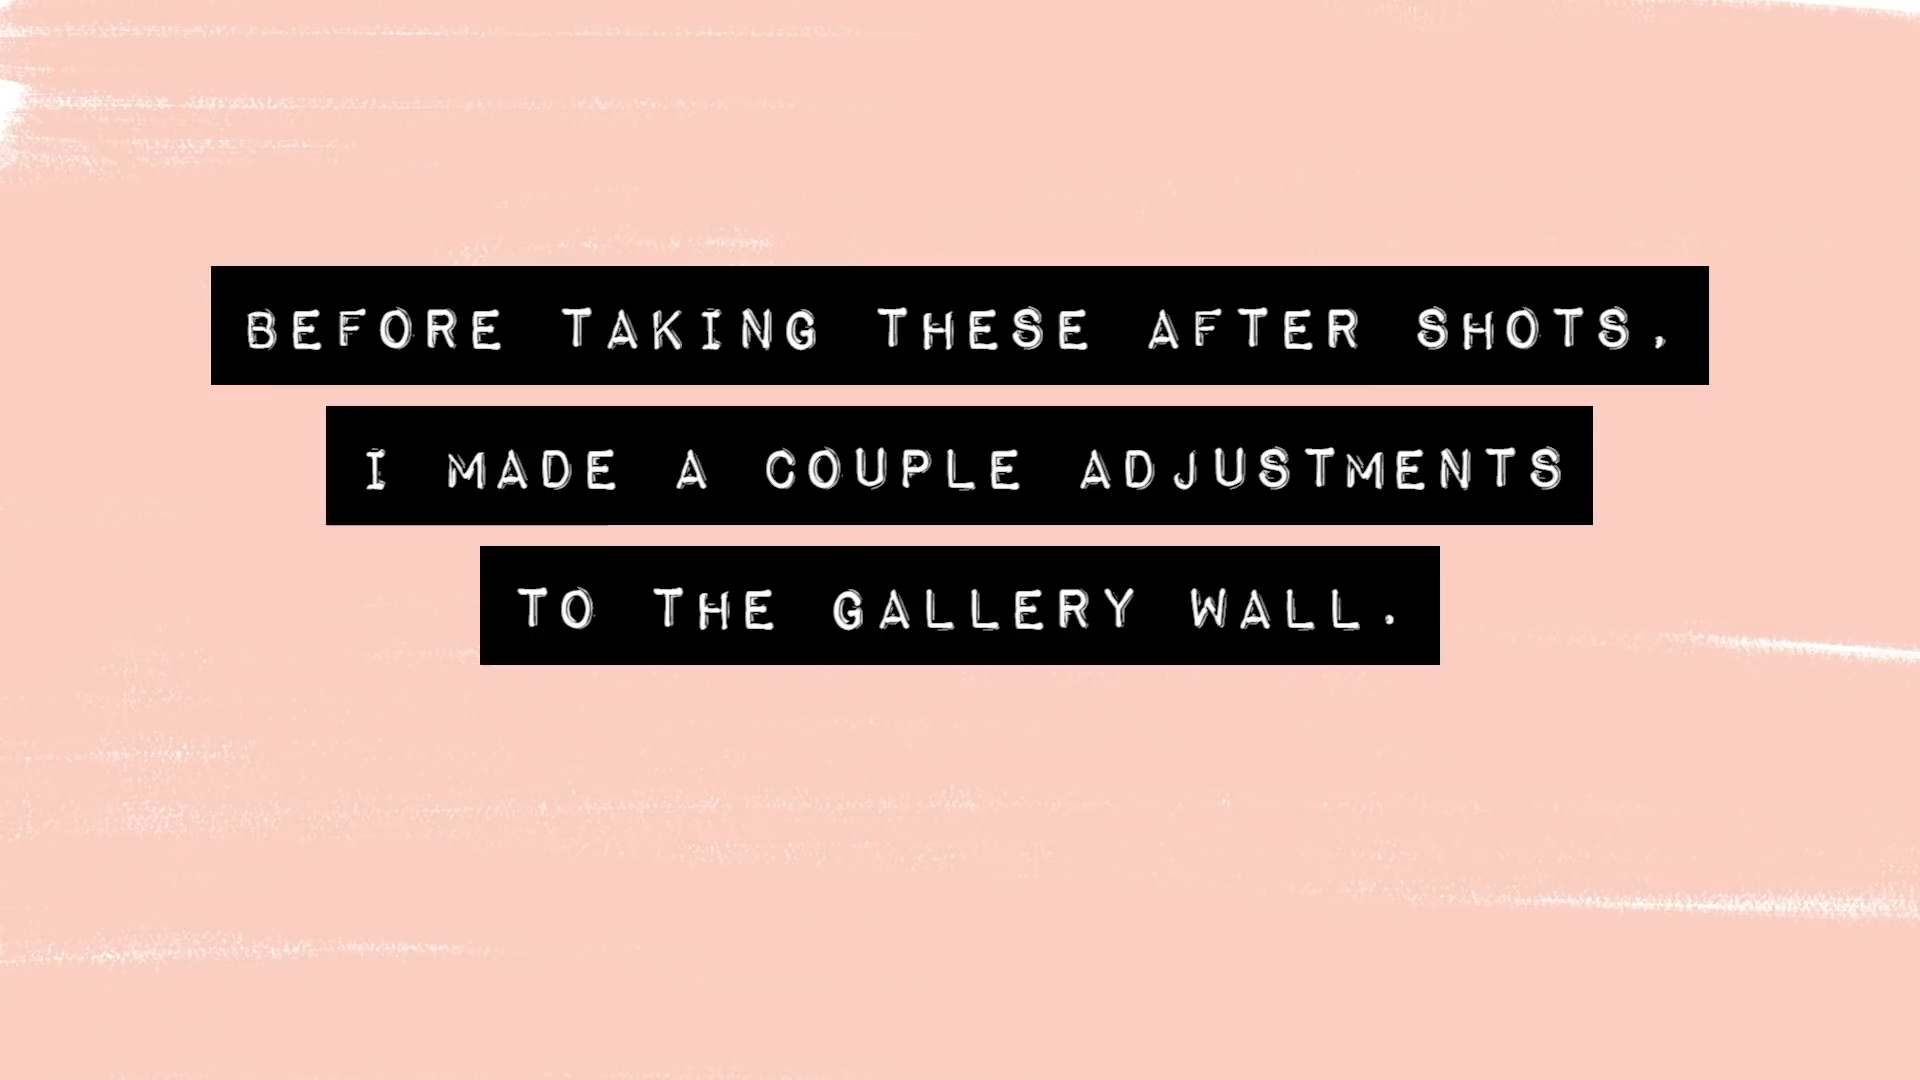 BEFORE TAKING THESE AFTER SHOTS,
I MADE A COUPLE ADJUSTMENTS
TO THE GALLERY WALL.